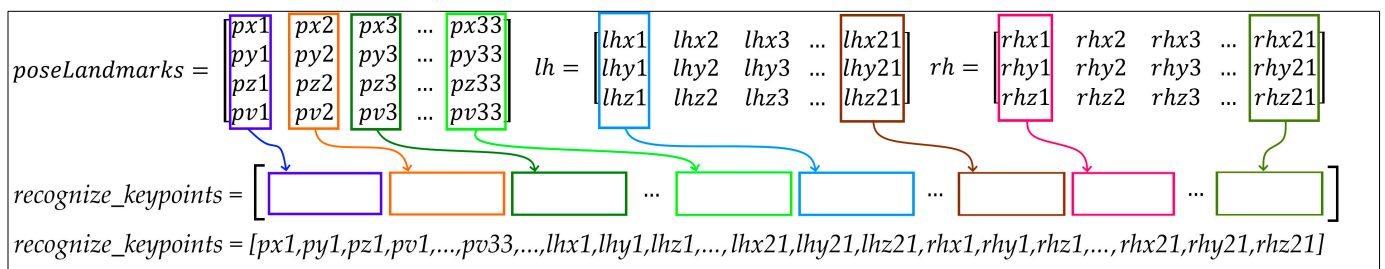 px1 px2 px3 ... px33
py1 py2 py3 ... py33
poseLandmarks =
pz1 pz2 pz3 ... pz33
pv1 pv2 pv3 ... pv33
lhx1 lhx2 lhx3 ... lhx21
lh = lhy1 lhy2 lhy3 ... lhy21
lhz1 lhz2 lhz3 ... lhz21
rhx1 rhx2 rhx3 ... rhx21
rh = rhy1 rhy2 rhy3 ... rhy21
rhz1 rhz2 rhz3 ... rhz21
recognize_keypoints = [ ... ... ... ]
recognize_keypoints = [px1,py1,pz1,pv1,...,pv33,...,lhx1,lhy1,lhz1,..., lhx21,lhy21,lhz21,rhx1,rhy1,rhz1,..., rhx21,rhy21,rhz21]